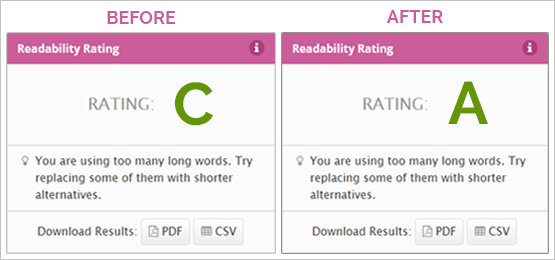 BEFORE
Readability Rating i
RATING: C
You are using too many long words. Try
replacing some of them with shorter
alternatives.
Download Results: PDF CSV
AFTER
Readability Rating i
RATING: A
You are using too many long words. Try
replacing some of them with shorter
alternatives.
Download Results: PDF CSV